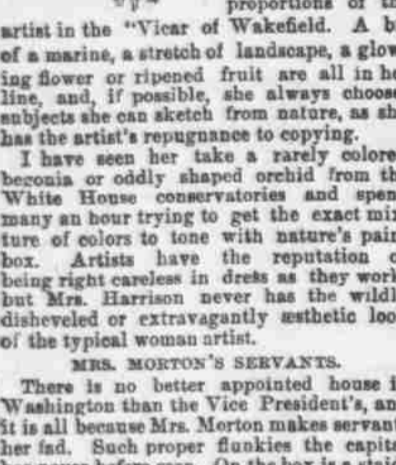 proportions of th
artist in the "Vicar of Wakefield. A b
of a marine, a stretch of landscape, a glow
ing flower or ripened fruit are all in he
line, and, if possible, she always choose
subjects she can sketch from nature, as sh
has the artist's repugnance to copying.
I have seen her take a rarely colore
begonia or oddly shaped orchid from th
White House conservatories and spen
many an hour trying to get the exact mix
ture of colors to tone with nature's pain
box. Artists have the reputation o
being right careless in dress as they work
but Mrs. Harrison never has the wildl
disheveled or extravagantly æsthetic loo
of the typical woman artist.
MRS. MORTON'S SERVANTS.
There is no better appointed house i
Washington than the Vice President's, an
it is all because Mrs. Morton makes servant
her fad. Such proper flunkies the capita